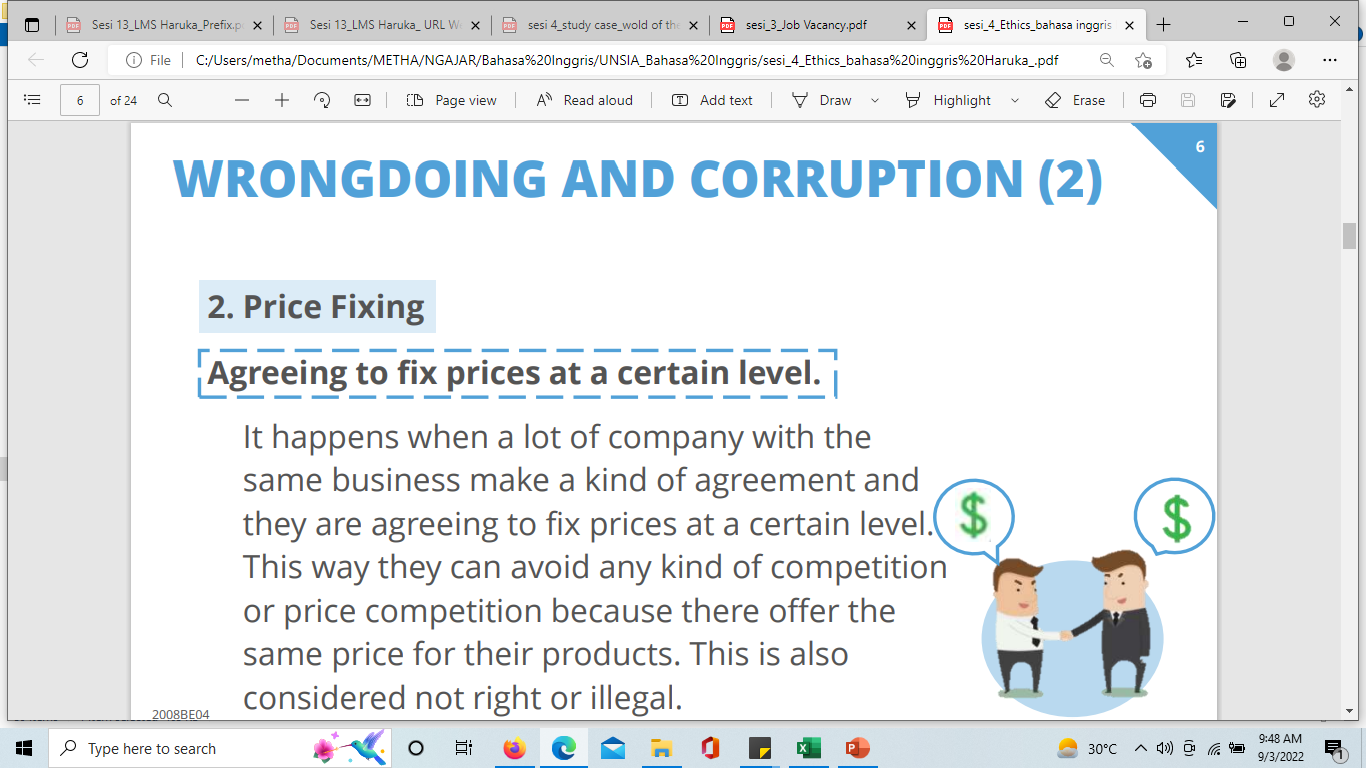 Sesi 13_LMS Haruka_Prefix.p
Sesi 13_LMS Haruka_ URL W
sesi 4_study case_wold of the
sesi_3_Job Vacancy.pdf
sesi_4_Ethics_bahasa inggris
File
C:/Users/metha/Documents/METHA/NGAJAR/Bahasa%20Inggris/UNSIA_Bahasa%20Inggris/sesi_4_Ethics_bahasa%20inggris%20Haruka_.pdf
6 of 24
Page view
Read aloud
Add text
Draw
Highlight
Erase
6
WRONGDOING AND CORRUPTION (2)
2. Price Fixing
Agreeing to fix prices at a certain level.
It happens when a lot of company with the
same business make a kind of agreement and
they are agreeing to fix prices at a certain level.
This way they can avoid any kind of competition
or price competition because there offer the
same price for their products. This is also
considered not right or illegal.
$
$
2008BE04
Type here to search
30°C
9:48 AM
9/3/2022
1